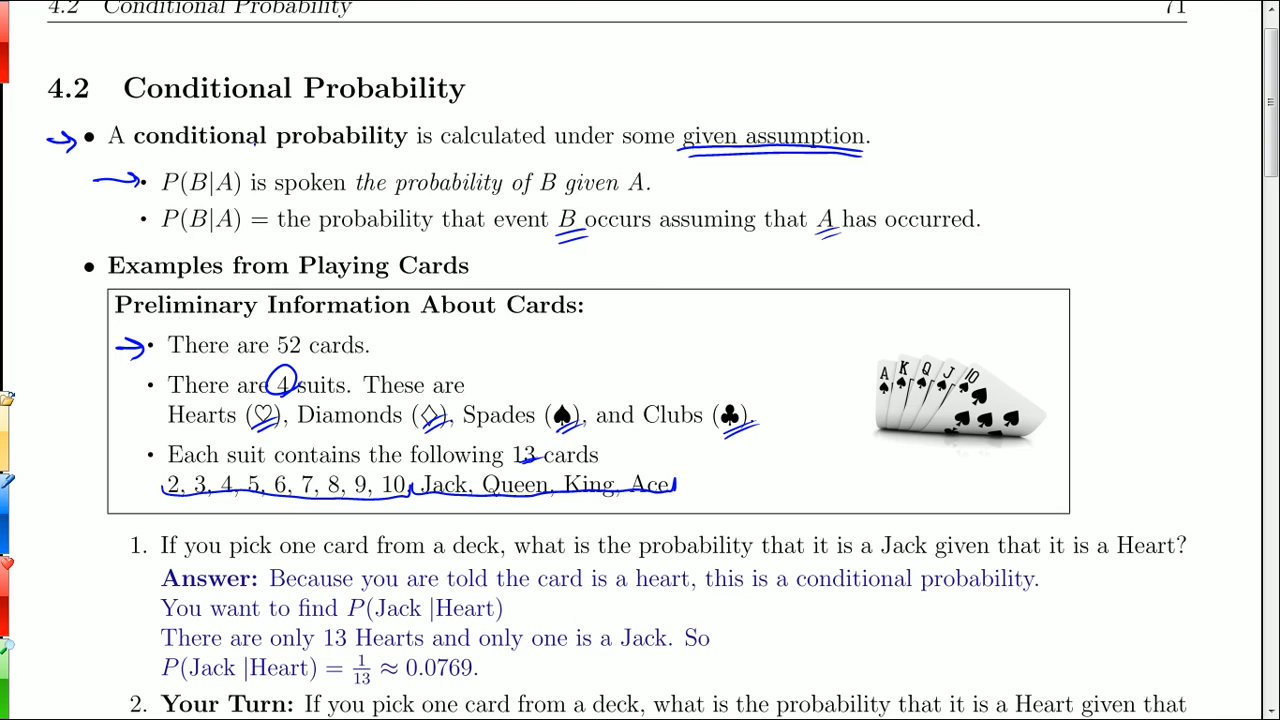 4.2 Conditional Probability 71
4.2 Conditional Probability
• A conditional probability is calculated under some given assumption.
• P(B|A) is spoken the probability of B given A.
• P(B|A) = the probability that event B occurs assuming that A has occurred.
• Examples from Playing Cards
Preliminary Information About Cards:
• There are 52 cards.
• There are 4 suits. These are
Hearts (♡), Diamonds (♢), Spades (♠), and Clubs (♣).
• Each suit contains the following 13 cards
2, 3, 4, 5, 6, 7, 8, 9, 10, Jack, Queen, King, Ace
A K Q J 10
1. If you pick one card from a deck, what is the probability that it is a Jack given that it is a Heart?
Answer: Because you are told the card is a heart, this is a conditional probability.
You want to find P(Jack |Heart)
There are only 13 Hearts and only one is a Jack. So
P(Jack |Heart) = 1/13 ≈ 0.0769.
2. Your Turn: If you pick one card from a deck, what is the probability that it is a Heart given that